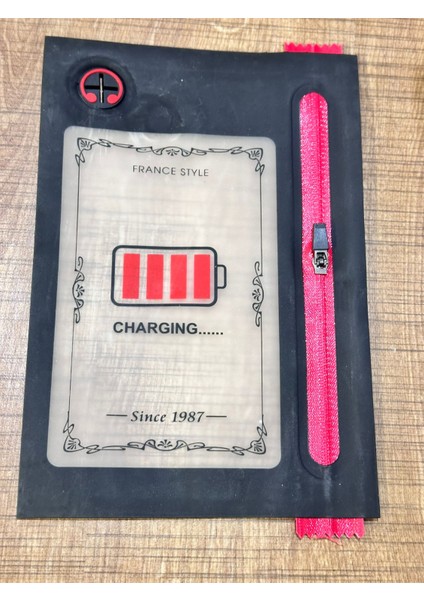 FRANCE STYLE
CHARGING......
Since 1987